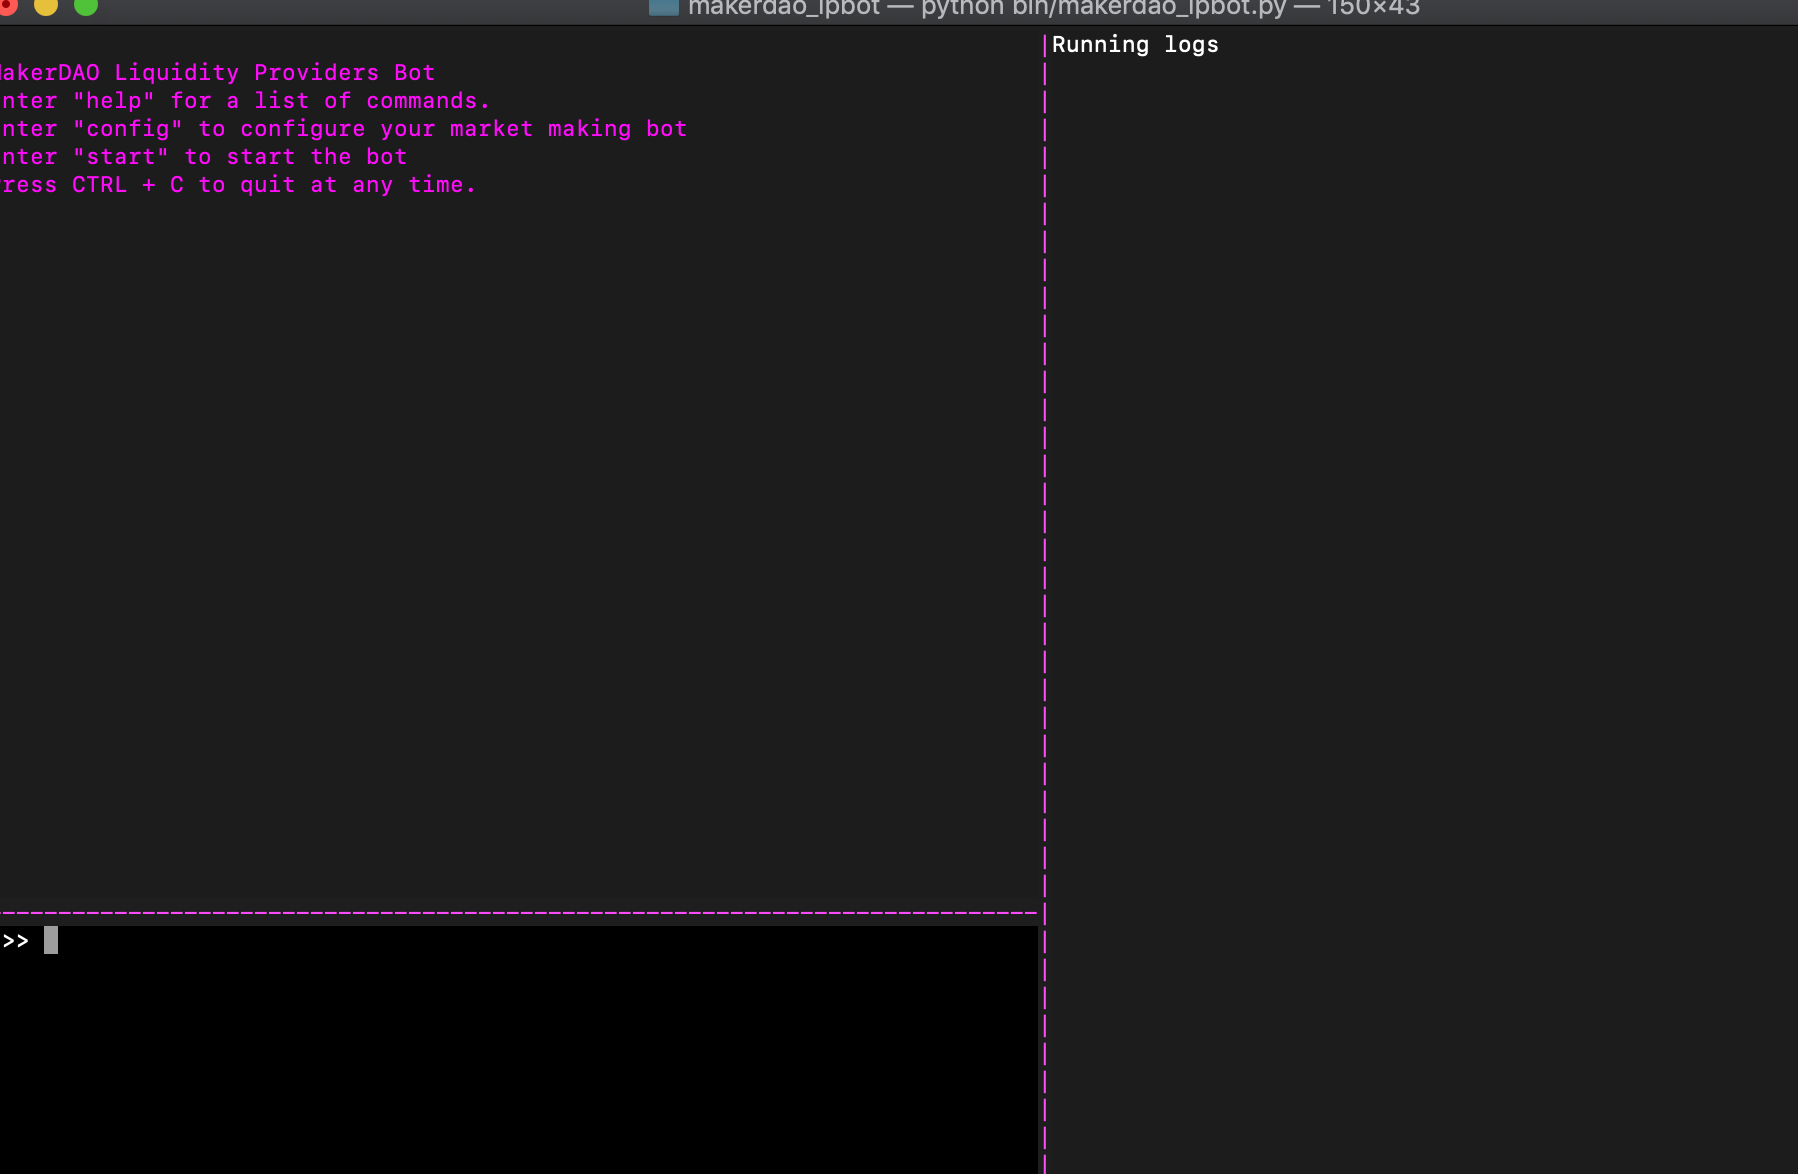 makerdao_lpbot — python bin/makerdao_lpbot.py — 150×43
MakerDAO Liquidity Providers Bot
nter "help" for a list of commands.
nter "config" to configure your market making bot
nter "start" to start the bot
ress CTRL + C to quit at any time.
>>
Running logs